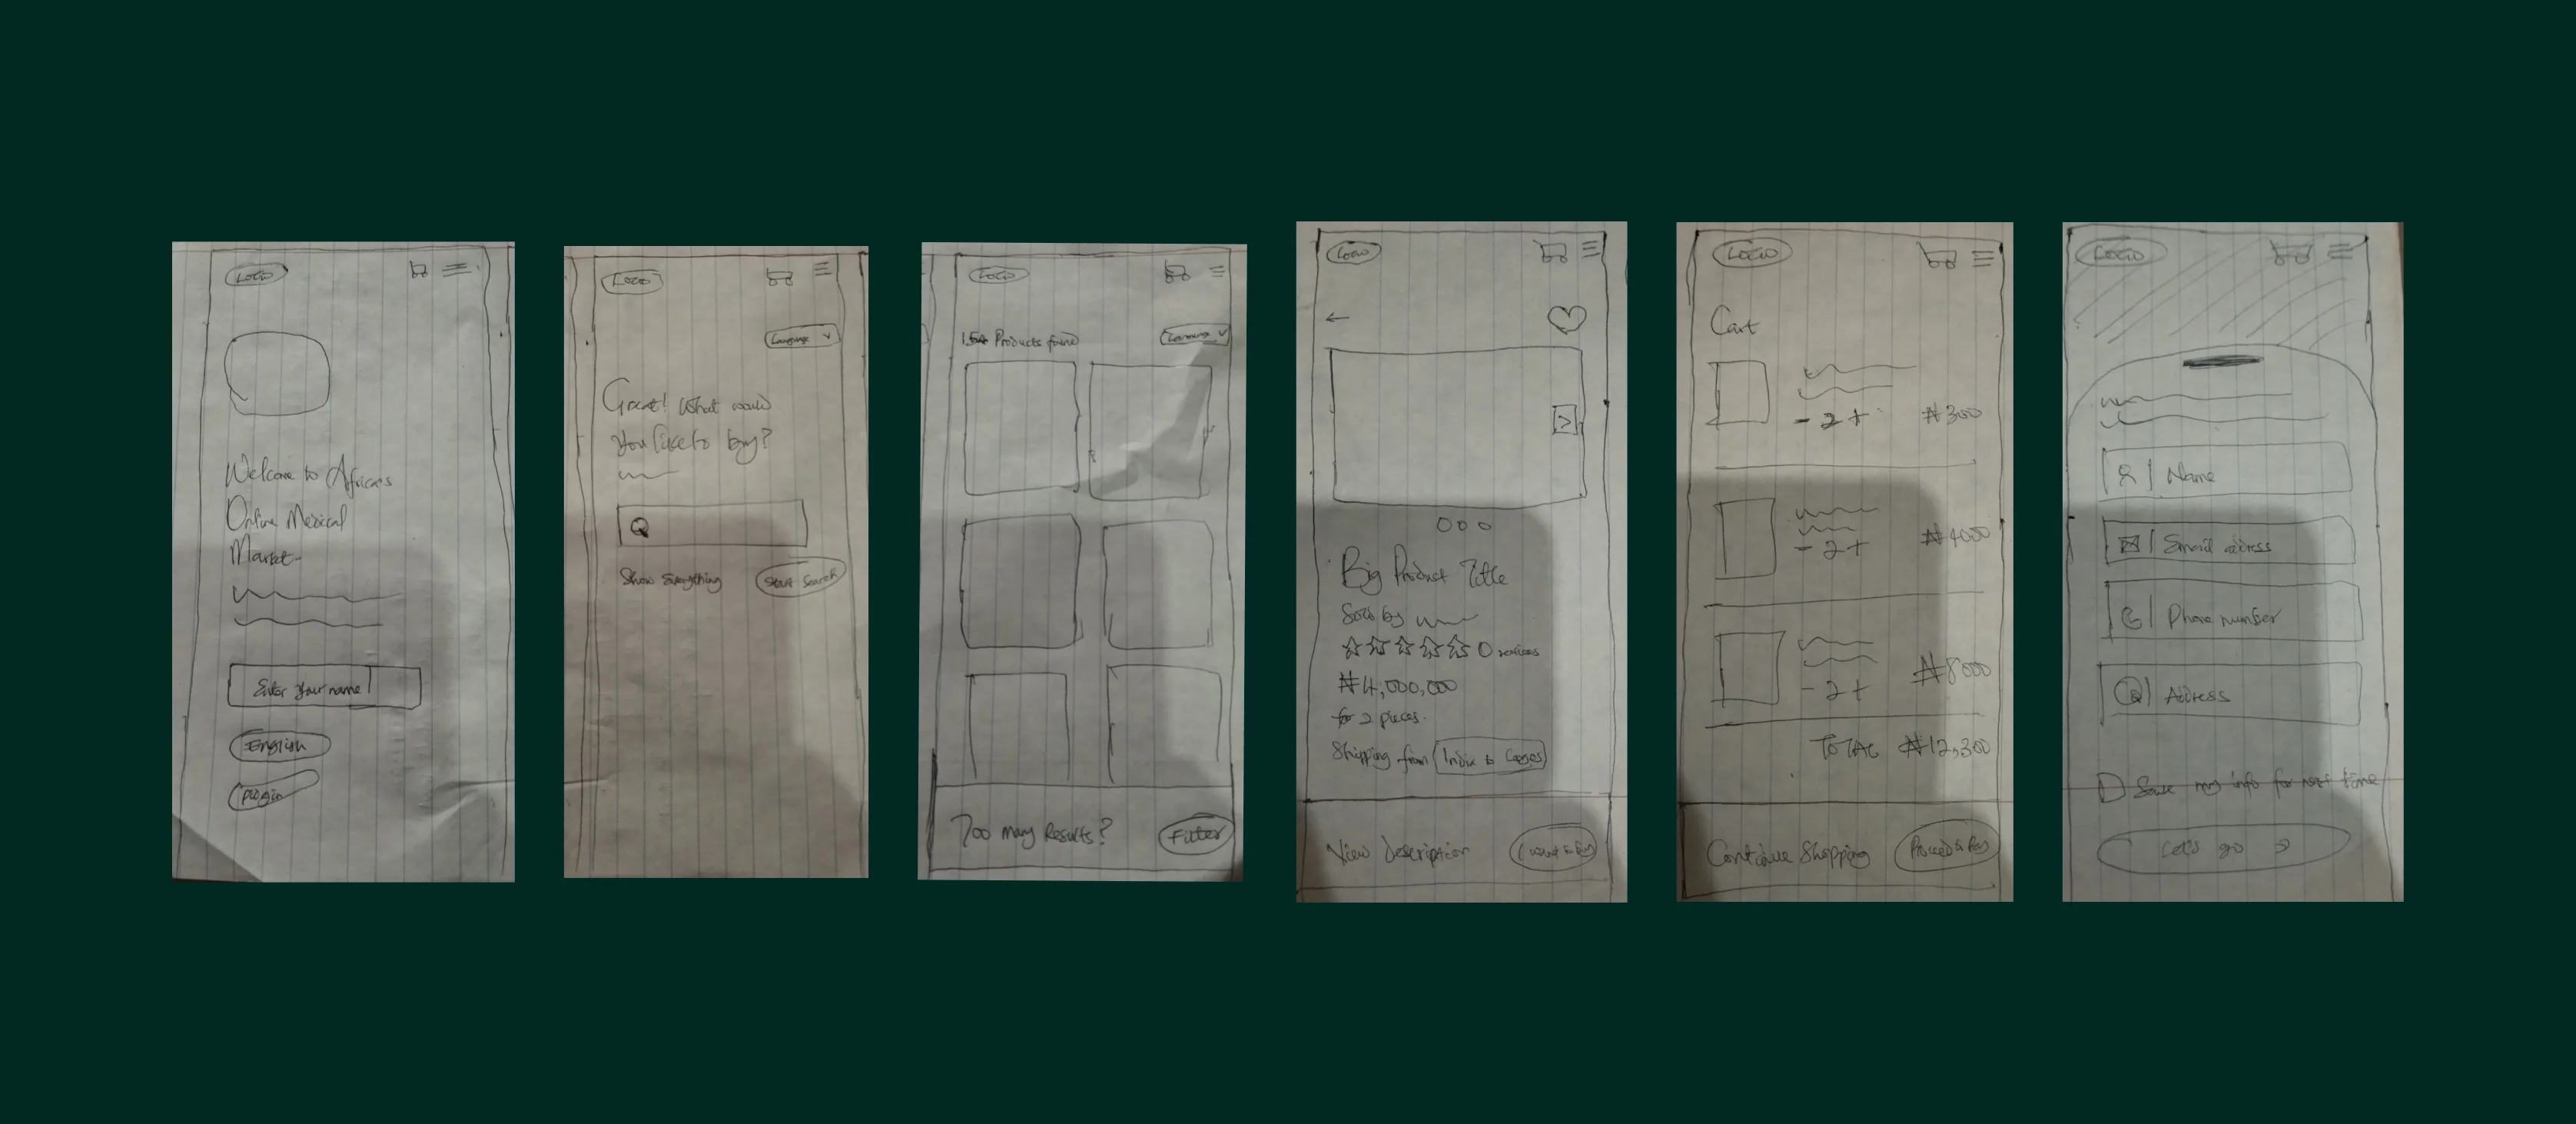 LOGO
Welcome to Africa's
Online Medical
Market
Enter your name
English
Pidgin
LOGO
Language
Great! What would
you like to buy?
Show Everything
Start Search
LOGO
Products found
Language
Too Many Results?
Filter
LOGO
Big Product Title
Sold by
0 reviews
₦4,000,000
for 2 pieces.
Shipping from India to Lagos
View Description
I want to buy
LOGO
Cart
- 2 +
₦300
- 2 +
₦4000
- 2 +
₦8000
TOTAL ₦12,300
Continue Shopping
Proceed to Pay
LOGO
Name
Email address
Phone number
Address
Save my info for next time
Let's go